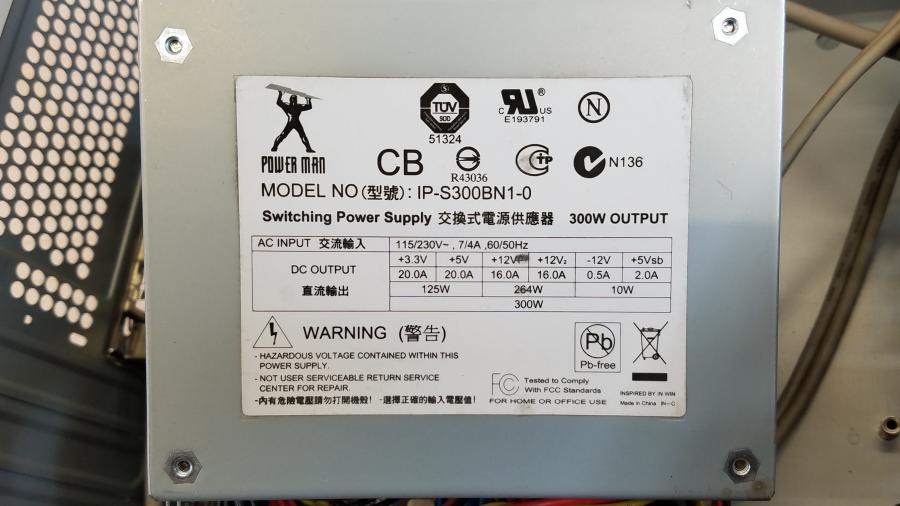 TÜV
SÜD
51324
C RU US ®
E193791
N
POWER MAN
CB
R43036
N136
MODEL NO(型號): IP-S300BN1-0
Switching Power Supply 交換式電源供應器 300W OUTPUT
AC INPUT 交流輸入 115/230V~ , 7/4A ,60/50Hz
DC OUTPUT
直流輸出
+3.3V +5V +12V +12V₂ -12V +5Vsb
20.0A 20.0A 16.0A 16.0A 0.5A 2.0A
125W 264W 10W
300W
WARNING (警告)
- HAZARDOUS VOLTAGE CONTAINED WITHIN THIS
POWER SUPPLY.
- NOT USER SERVICEABLE RETURN SERVICE
CENTER FOR REPAIR.
-內有危險電壓請勿打開機殼! -選擇正確的輸入電壓值!
Pb
Pb-free
FC Tested to Comply
With FCC Standards
FOR HOME OR OFFICE USE
INSPIRED BY IN WIN
Made in China IN-C